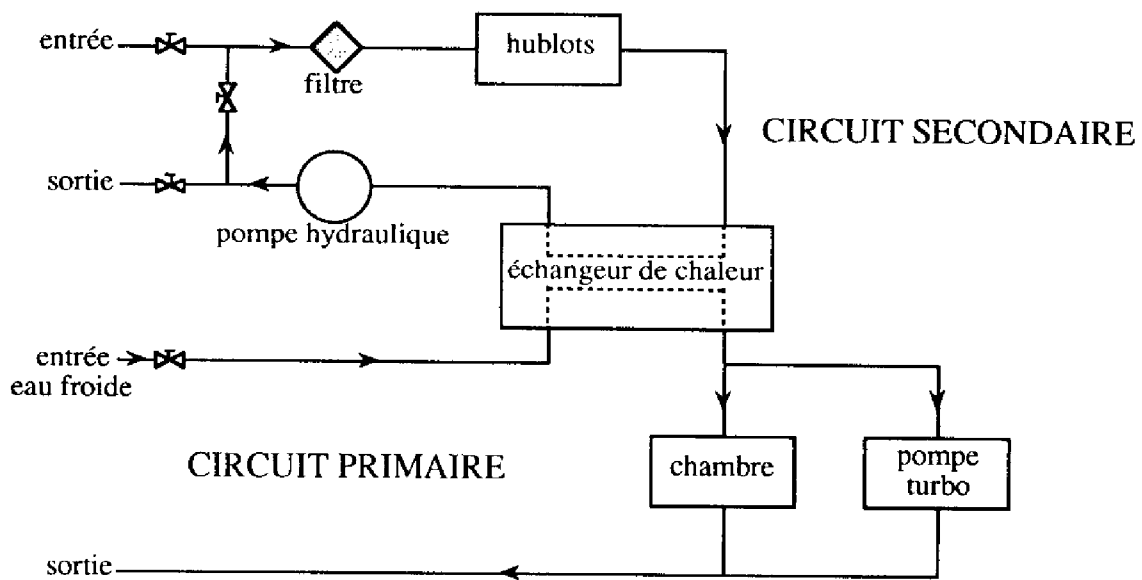 entrée
hublots
filtre
CIRCUIT SECONDAIRE
sortie
pompe hydraulique
échangeur de chaleur
entrée
eau froide
CIRCUIT PRIMAIRE
chambre
pompe
turbo
sortie